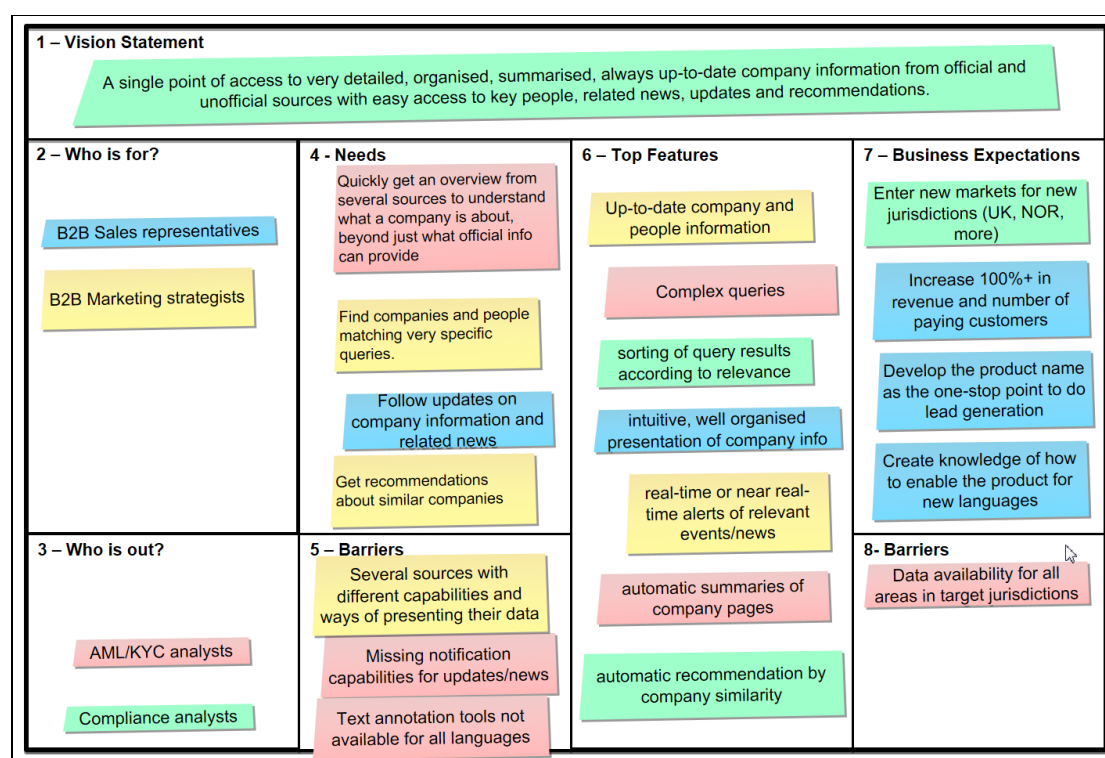 1 – Vision Statement
A single point of access to very detailed, organised, summarised, always up-to-date company information from official and
unofficial sources with easy access to key people, related news, updates and recommendations.
2 – Who is for?
B2B Sales representatives
B2B Marketing strategists
3 – Who is out?
AML/KYC analysts
Compliance analysts
4 - Needs
Quickly get an overview from
several sources to understand
what a company is about,
beyond just what official info
can provide
Find companies and people
matching very specific
queries.
Follow updates on
company information and
related news
Get recommendations
about similar companies
5 – Barriers
Several sources with
different capabilities and
ways of presenting their data
Missing notification
capabilities for updates/news
Text annotation tools not
available for all languages
6 – Top Features
Up-to-date company and
people information
Complex queries
sorting of query results
according to relevance
intuitive, well organised
presentation of company info
real-time or near real-
time alerts of relevant
events/news
automatic summaries of
company pages
automatic recommendation by
company similarity
7 – Business Expectations
Enter new markets for new
jurisdictions (UK, NOR,
more)
Increase 100%+ in
revenue and number of
paying customers
Develop the product name
as the one-stop point to do
lead generation
Create knowledge of how
to enable the product for
new languages
8- Barriers
Data availability for all
areas in target jurisdictions